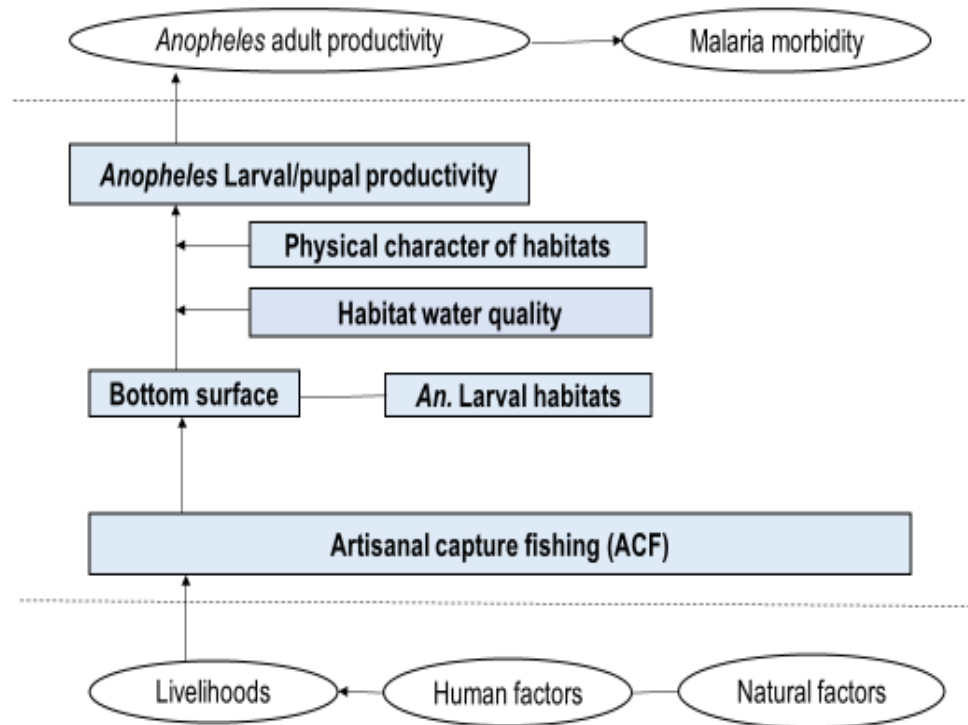 Anopheles adult productivity
Malaria morbidity
Anopheles Larval/pupal productivity
Physical character of habitats
Habitat water quality
Bottom surface
An. Larval habitats
Artisanal capture fishing (ACF)
Livelihoods
Human factors
Natural factors